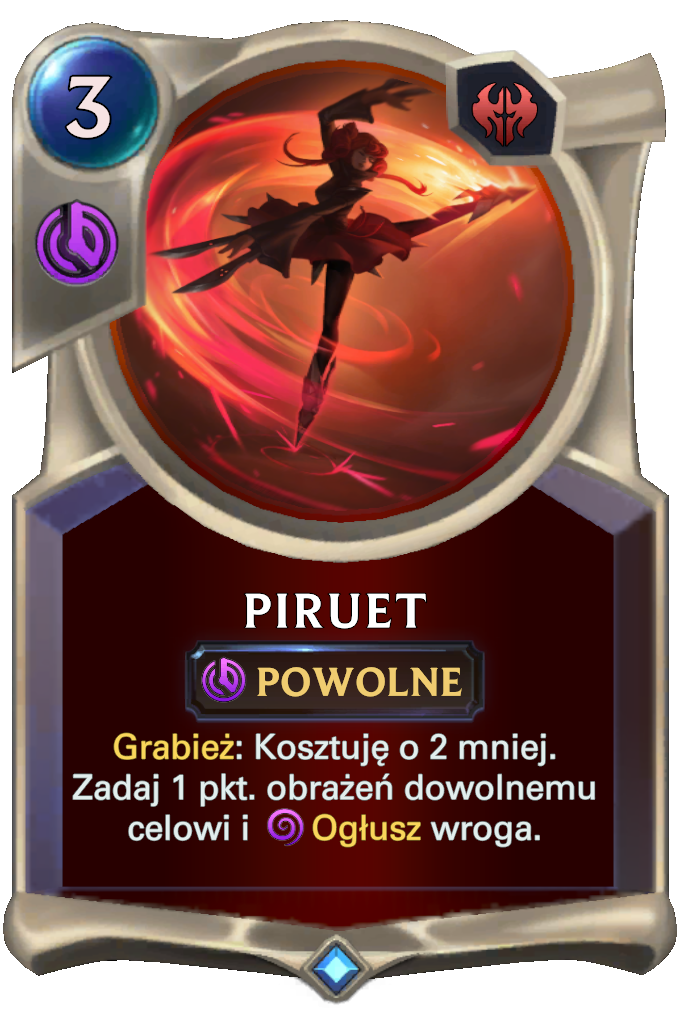 3
PIRUET
POWOLNE
Grabież: Kosztuję o 2 mniej.
Zadaj 1 pkt. obrażeń dowolnemu
celowi i Ogłusz wroga.